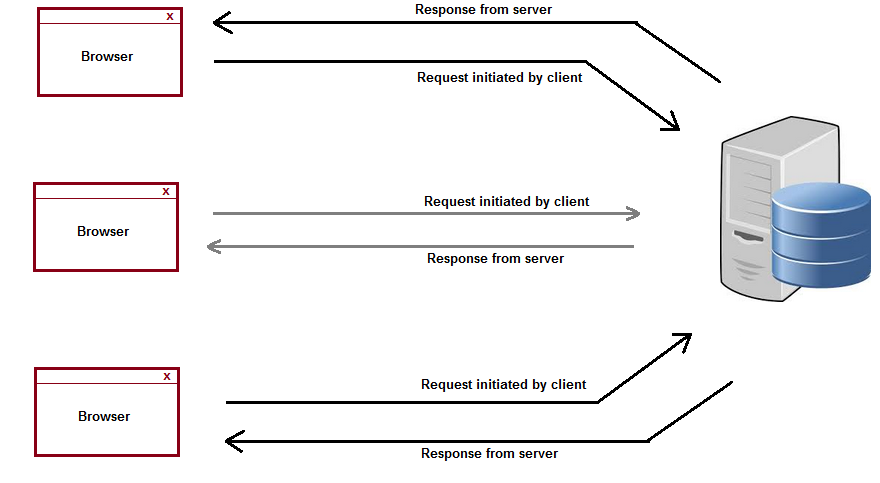 x
Browser
Response from server
Request initiated by client
x
Browser
Request initiated by client
Response from server
x
Browser
Request initiated by client
Response from server